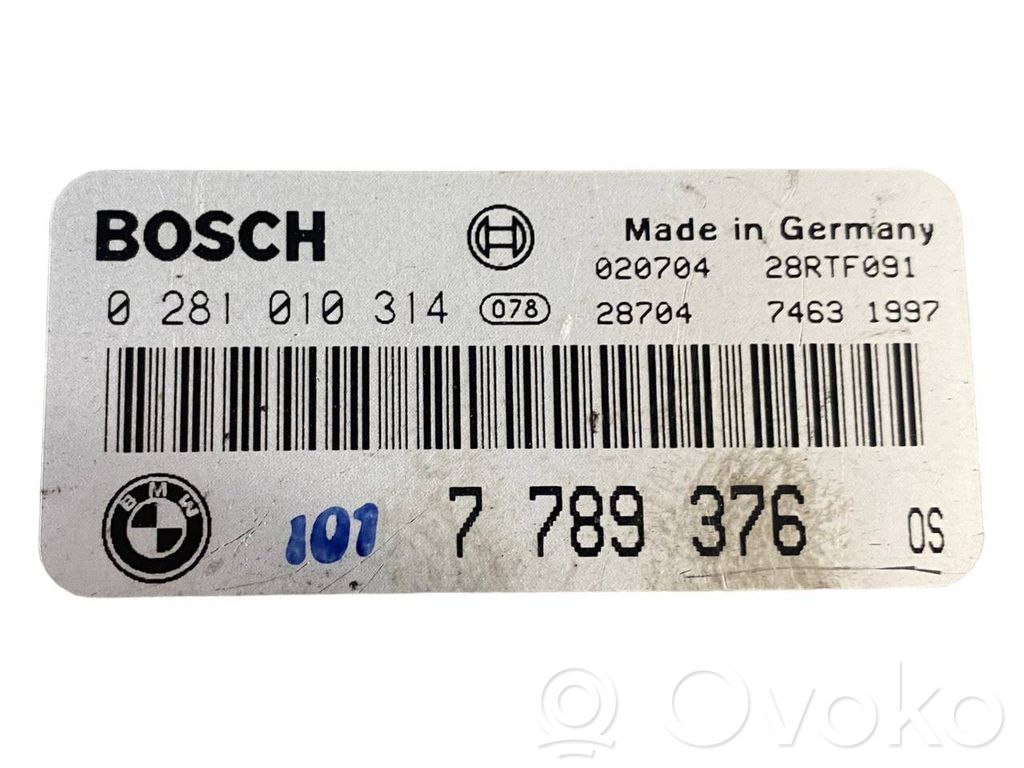 BOSCH Made in Germany
020704 28RTF091
0 281 010 314 078 28704 7463 1997
BMW 101 7 789 376 OS
Ovoko